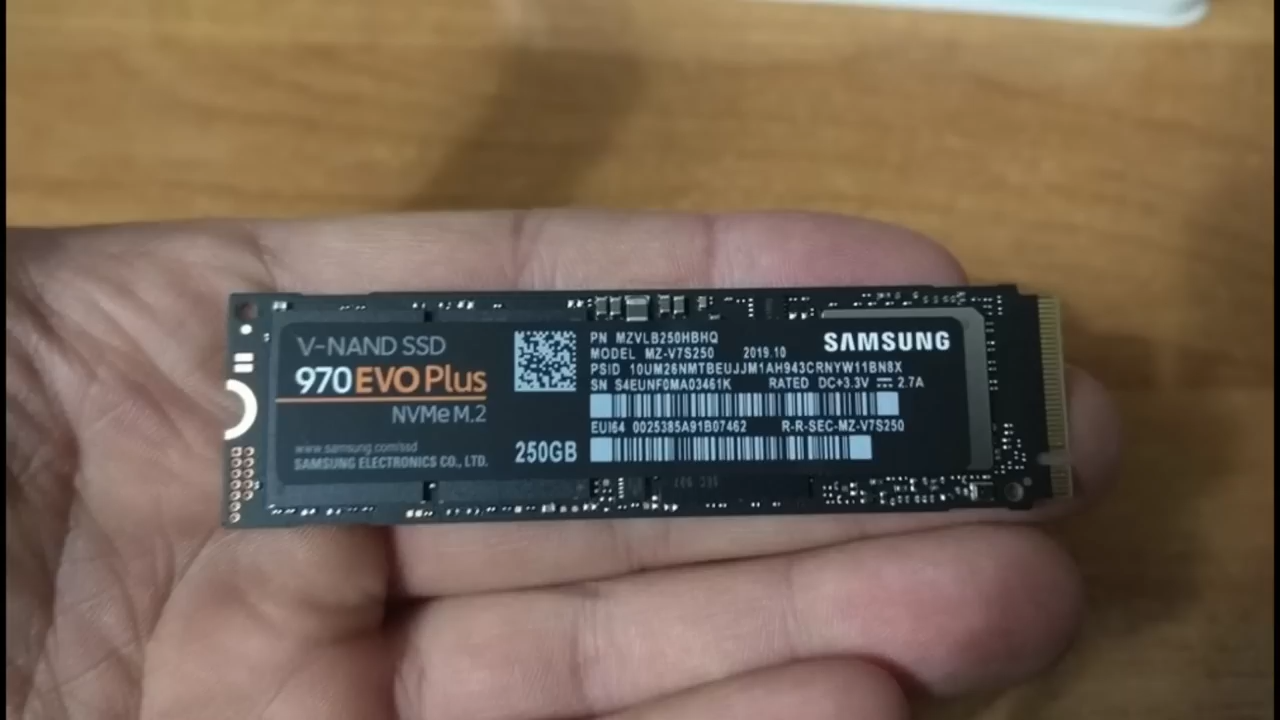 V-NAND SSD
970 EVO Plus
NVMe M.2
www.samsung.com/ssd
SAMSUNG ELECTRONICS CO., LTD.
250GB
PN MZVLB250HBHQ
MODEL MZ-V7S250 2019.10
PSID 10UM26NMTBEUJJM1AH943CRNYW11BN8X
SN S4EUNF0MA03461K RATED DC+3.3V ⎓ 2.7A
EUI64 0025385A91B07462 R-R-SEC-MZ-V7S250
SAMSUNG